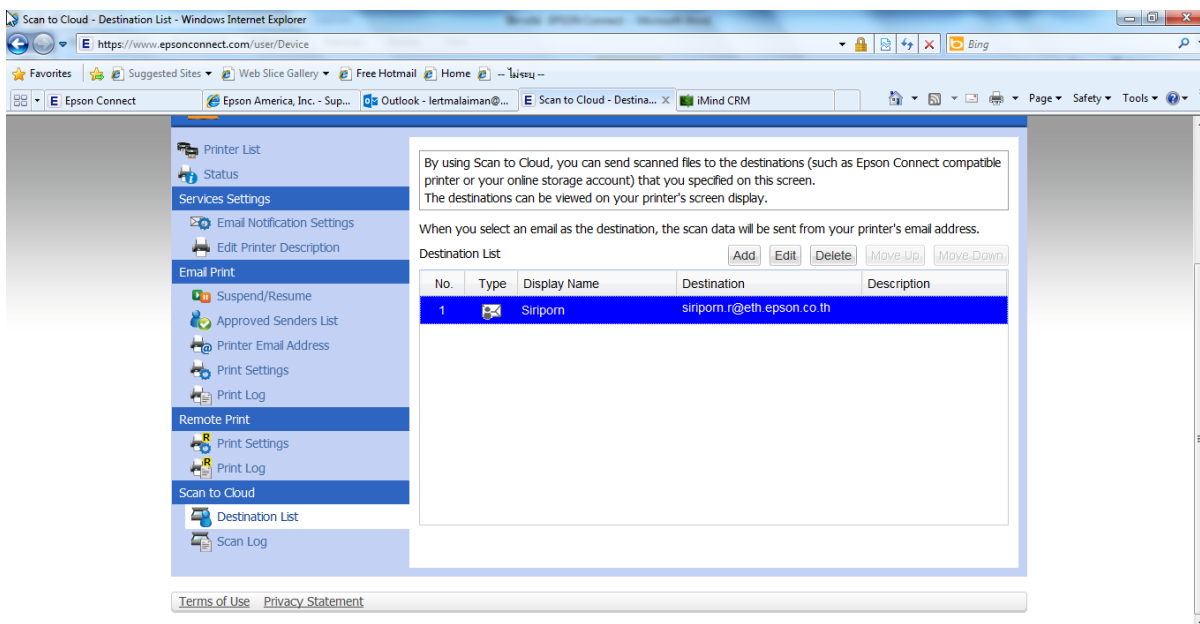 Scan to Cloud - Destination List - Windows Internet Explorer
https://www.epsonconnect.com/user/Device
Bing
Favorites Suggested Sites Web Slice Gallery Free Hotmail Home -- ไม่ระบุ --
Epson Connect Epson America, Inc. - Sup... Outlook - lertmalaiman@... Scan to Cloud - Destina... iMind CRM Page Safety Tools
Printer List
Status
Services Settings
Email Notification Settings
Edit Printer Description
Email Print
Suspend/Resume
Approved Senders List
Printer Email Address
Print Settings
Print Log
Remote Print
Print Settings
Print Log
Scan to Cloud
Destination List
Scan Log
By using Scan to Cloud, you can send scanned files to the destinations (such as Epson Connect compatible
printer or your online storage account) that you specified on this screen.
The destinations can be viewed on your printer's screen display.
When you select an email as the destination, the scan data will be sent from your printer's email address.
Destination List Add Edit Delete Move Up Move Down
No. Type Display Name Destination Description
1 Siriporn siriporn.r@eth.epson.co.th
Terms of Use Privacy Statement